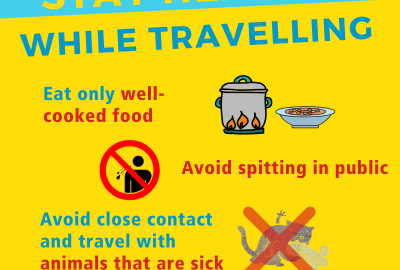 WHILE TRAVELLING
Eat only well-
cooked food
Avoid spitting in public
Avoid close contact
and travel with
animals that are sick